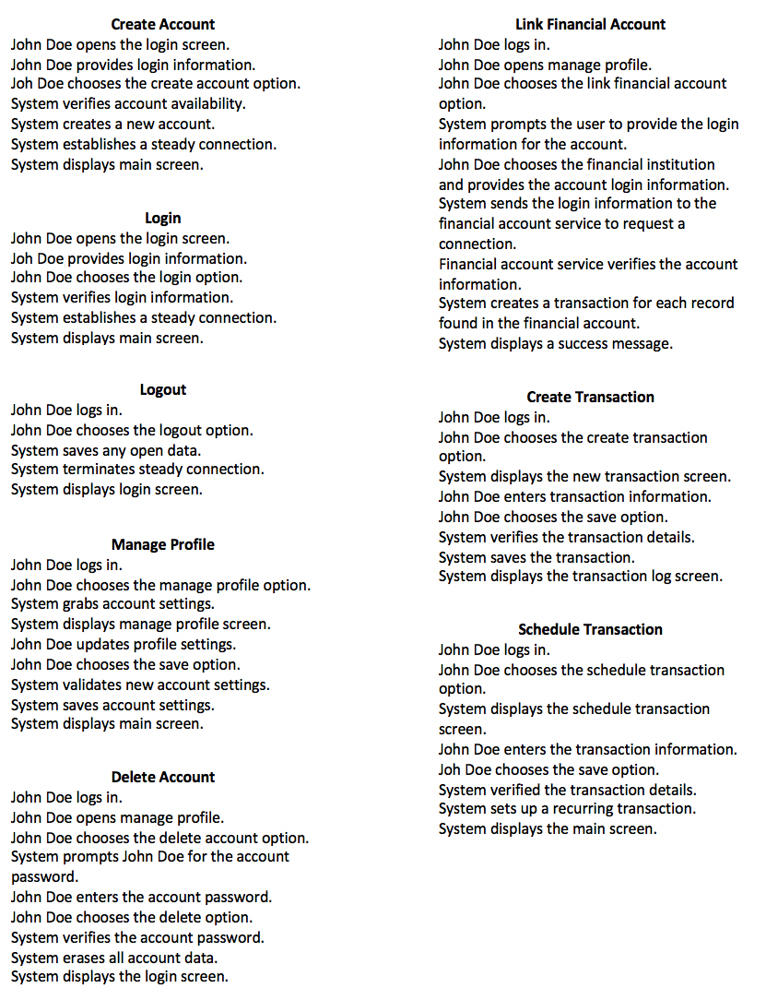 Create Account
John Doe opens the login screen.
John Doe provides login information.
Joh Doe chooses the create account option.
System verifies account availability.
System creates a new account.
System establishes a steady connection.
System displays main screen.
Login
John Doe opens the login screen.
Joh Doe provides login information.
John Doe chooses the login option.
System verifies login information.
System establishes a steady connection.
System displays main screen.
Logout
John Doe logs in.
John Doe chooses the logout option.
System saves any open data.
System terminates steady connection.
System displays login screen.
Manage Profile
John Doe logs in.
John Doe chooses the manage profile option.
System grabs account settings.
System displays manage profile screen.
John Doe updates profile settings.
John Doe chooses the save option.
System validates new account settings.
System saves account settings.
System displays main screen.
Delete Account
John Doe logs in.
John Doe opens manage profile.
John Doe chooses the delete account option.
System prompts John Doe for the account
password.
John Doe enters the account password.
John Doe chooses the delete option.
System verifies the account password.
System erases all account data.
System displays the login screen.
Link Financial Account
John Doe logs in.
John Doe opens manage profile.
John Doe chooses the link financial account
option.
System prompts the user to provide the login
information for the account.
John Doe chooses the financial institution
and provides the account login information.
System sends the login information to the
financial account service to request a
connection.
Financial account service verifies the account
information.
System creates a transaction for each record
found in the financial account.
System displays a success message.
Create Transaction
John Doe logs in.
John Doe chooses the create transaction
option.
System displays the new transaction screen.
John Doe enters transaction information.
John Doe chooses the save option.
System verifies the transaction details.
System saves the transaction.
System displays the transaction log screen.
Schedule Transaction
John Doe logs in.
John Doe chooses the schedule transaction
option.
System displays the schedule transaction
screen.
John Doe enters the transaction information.
Joh Doe chooses the save option.
System verified the transaction details.
System sets up a recurring transaction.
System displays the main screen.